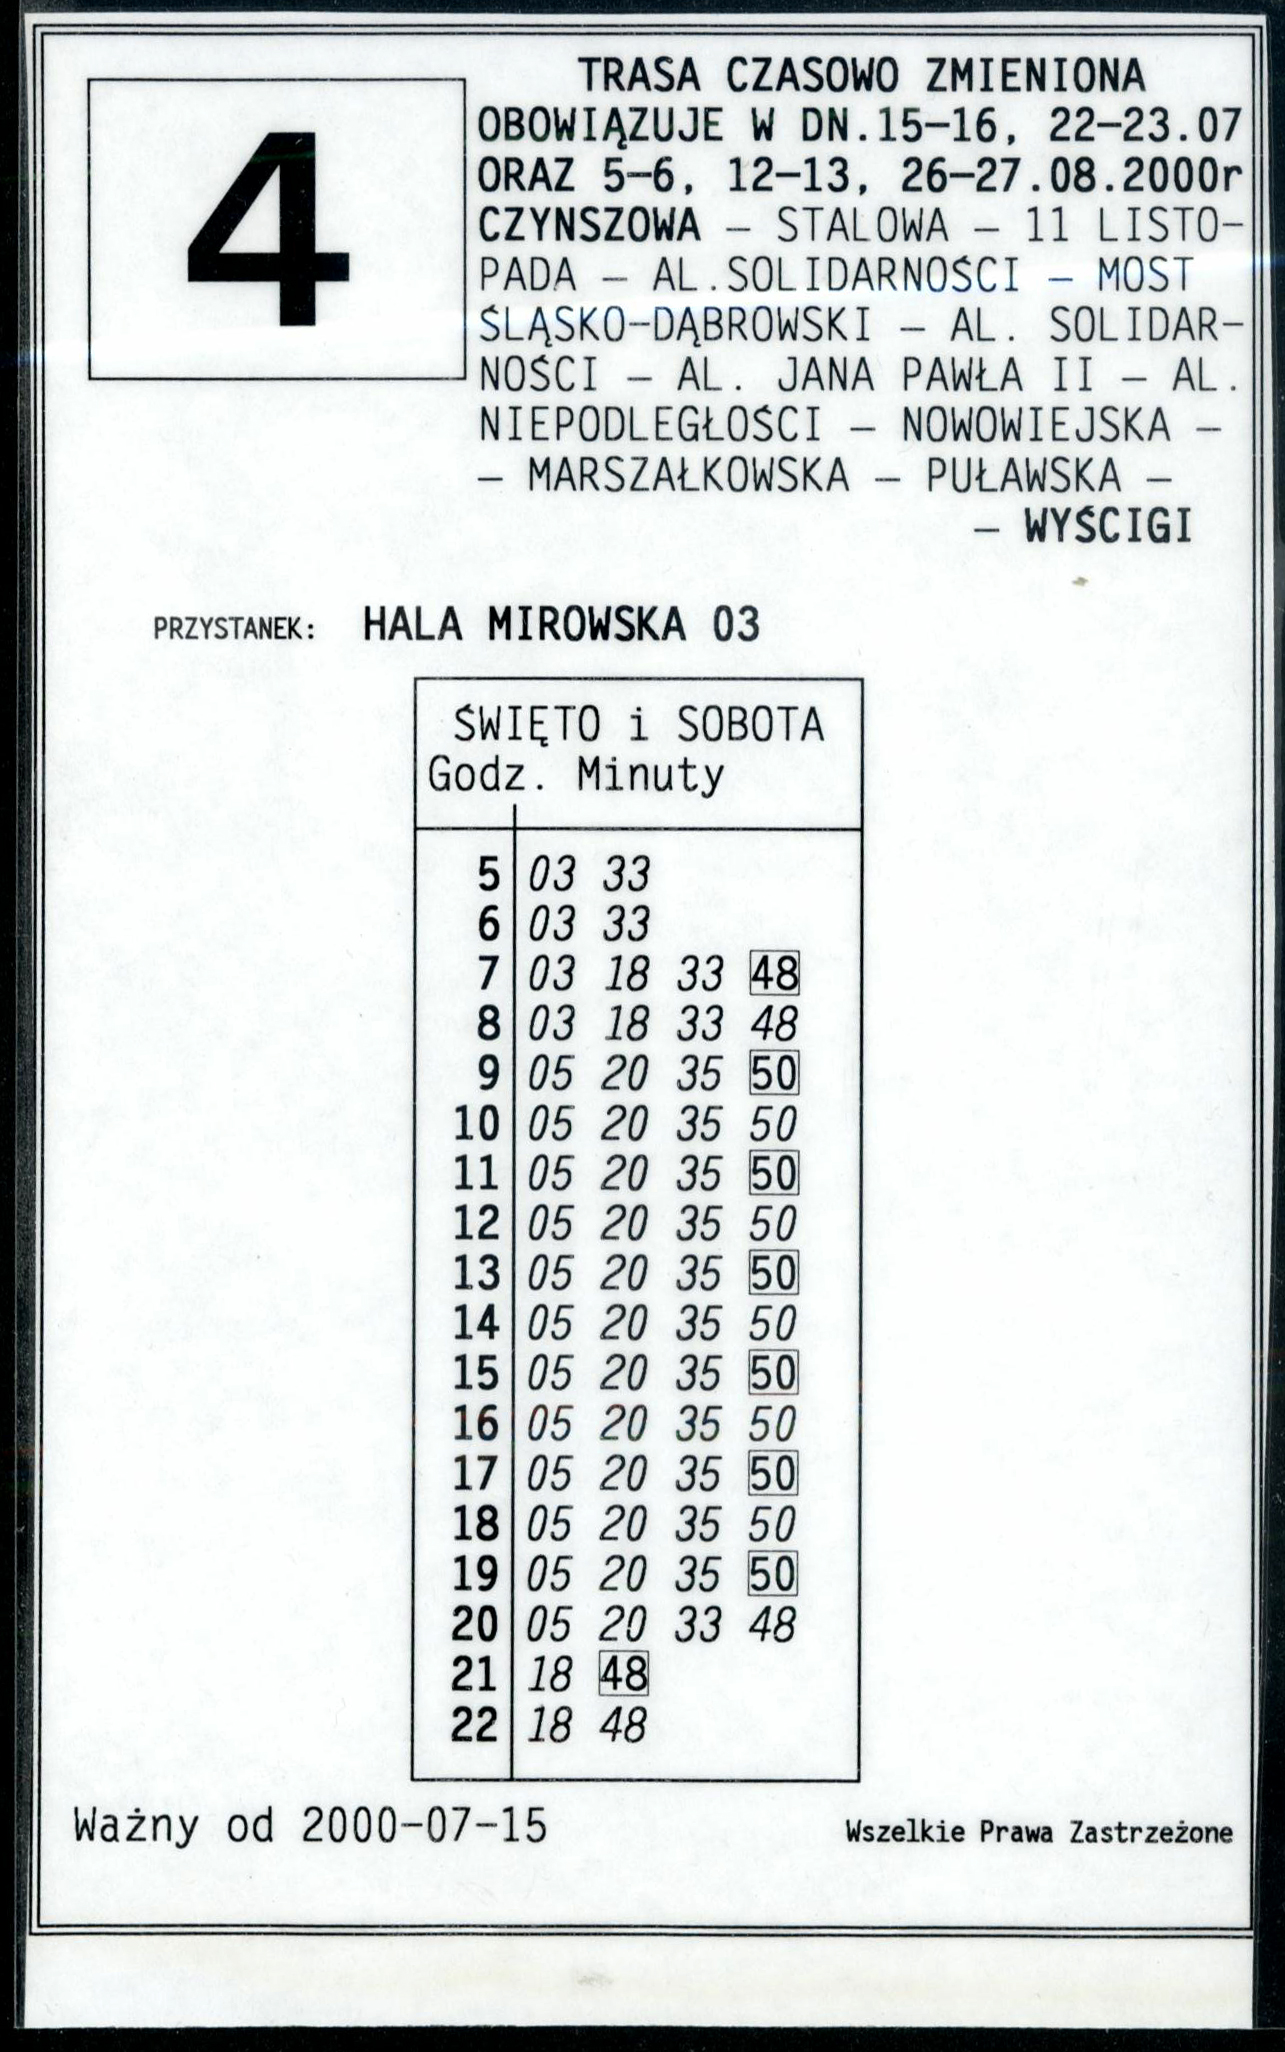 4
TRASA CZASOWO ZMIENIONA
OBOWIĄZUJE W DN.15-16, 22-23.07
ORAZ 5-6, 12-13, 26-27.08.2000r
CZYNSZOWA - STALOWA - 11 LISTO-
PADA - AL.SOLIDARNOŚCI - MOST
ŚLĄSKO-DĄBROWSKI - AL. SOLIDAR-
NOŚCI - AL. JANA PAWŁA II - AL.
NIEPODLEGŁOŚCI - NOWOWIEJSKA -
- MARSZAŁKOWSKA - PUŁAWSKA -
- WYŚCIGI
PRZYSTANEK: HALA MIROWSKA 03
ŚWIĘTO i SOBOTA
Godz. Minuty
5 03 33
6 03 33
7 03 18 33 48
8 03 18 33 48
9 05 20 35 50
10 05 20 35 50
11 05 20 35 50
12 05 20 35 50
13 05 20 35 50
14 05 20 35 50
15 05 20 35 50
16 05 20 35 50
17 05 20 35 50
18 05 20 35 50
19 05 20 35 50
20 05 20 33 48
21 18 48
22 18 48
Ważny od 2000-07-15
Wszelkie Prawa Zastrzeżone